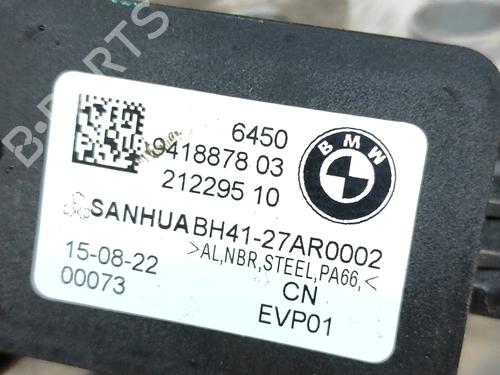 B-PARTS
6450
9418878 03
212295 10
BMW
SANHUA BH41-27AR0002
>AL,NBR,STEEL,PA66,<
15-08-22
CN
00073
EVP01